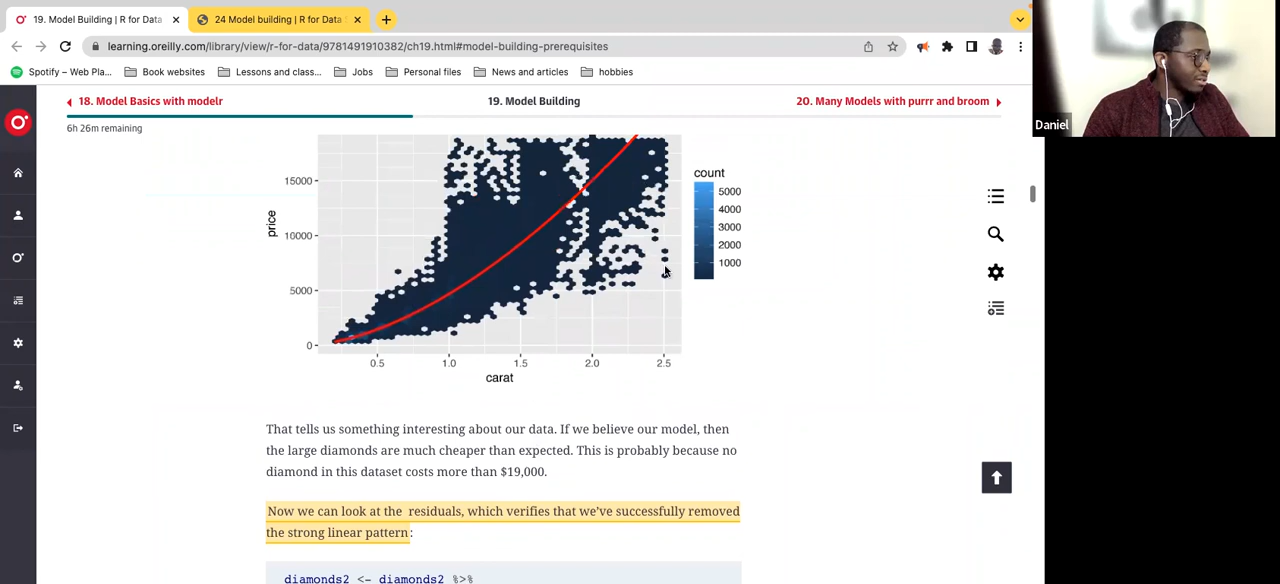 19. Model Building | R for Data
24 Model building | R for Data
learning.oreilly.com/library/view/r-for-data/9781491910382/ch19.html#model-building-prerequisites
Spotify – Web Pla...
Book websites
Lessons and class...
Jobs
Personal files
News and articles
hobbies
Daniel
18. Model Basics with modelr
19. Model Building
20. Many Models with purrr and broom
6h 26m remaining
15000
10000
5000
0
price
0.5 1.0 1.5 2.0 2.5
carat
count
5000
4000
3000
2000
1000
That tells us something interesting about our data. If we believe our model, then
the large diamonds are much cheaper than expected. This is probably because no
diamond in this dataset costs more than $19,000.
Now we can look at the residuals, which verifies that we've successfully removed
the strong linear pattern:
diamonds2 <- diamonds2 %>%